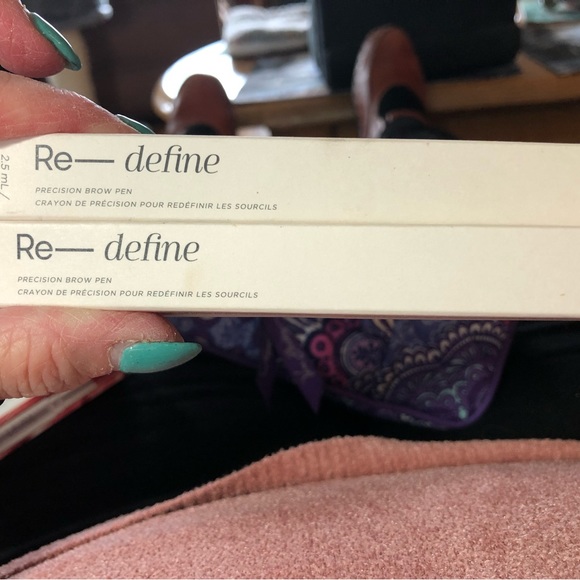 2.5 mL /
Re— define
PRECISION BROW PEN
CRAYON DE PRÉCISION POUR REDÉFINIR LES SOURCILS
Re— define
PRECISION BROW PEN
CRAYON DE PRÉCISION POUR REDÉFINIR LES SOURCILS